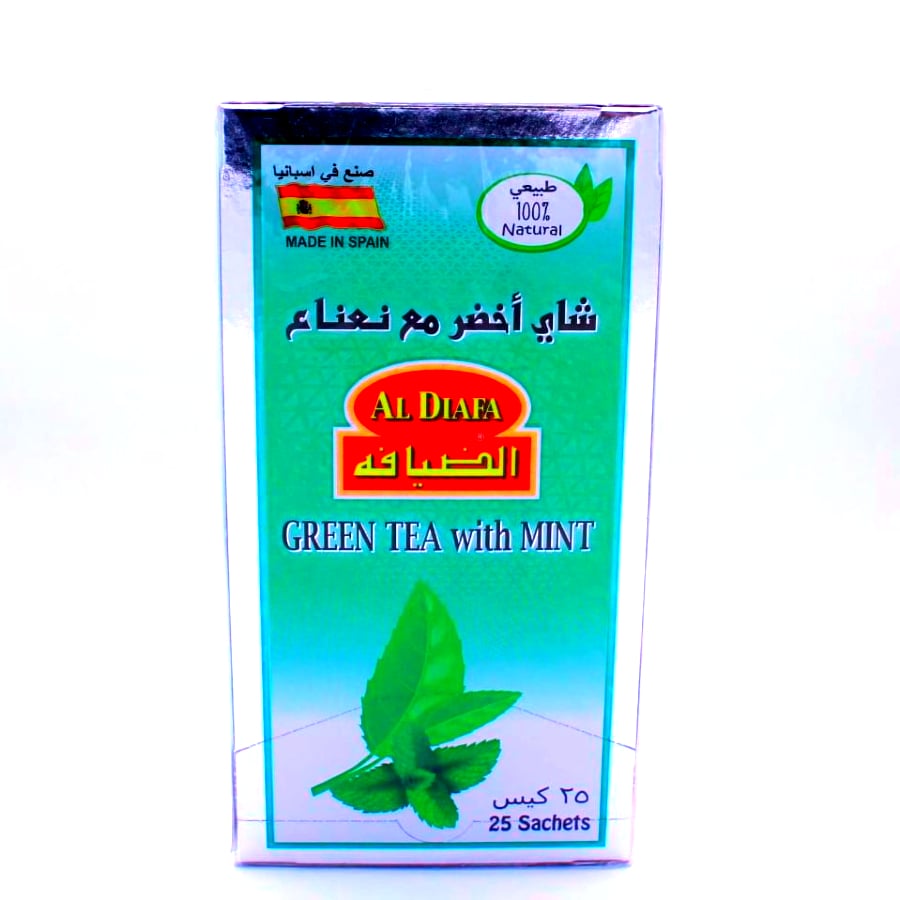 صنع في اسبانيا
MADE IN SPAIN
طبيعي
100%
Natural
شاي أخضر مع نعناع
AL DIAFA
الضيافه
GREEN TEA with MINT
٢٥ كيس
25 Sachets